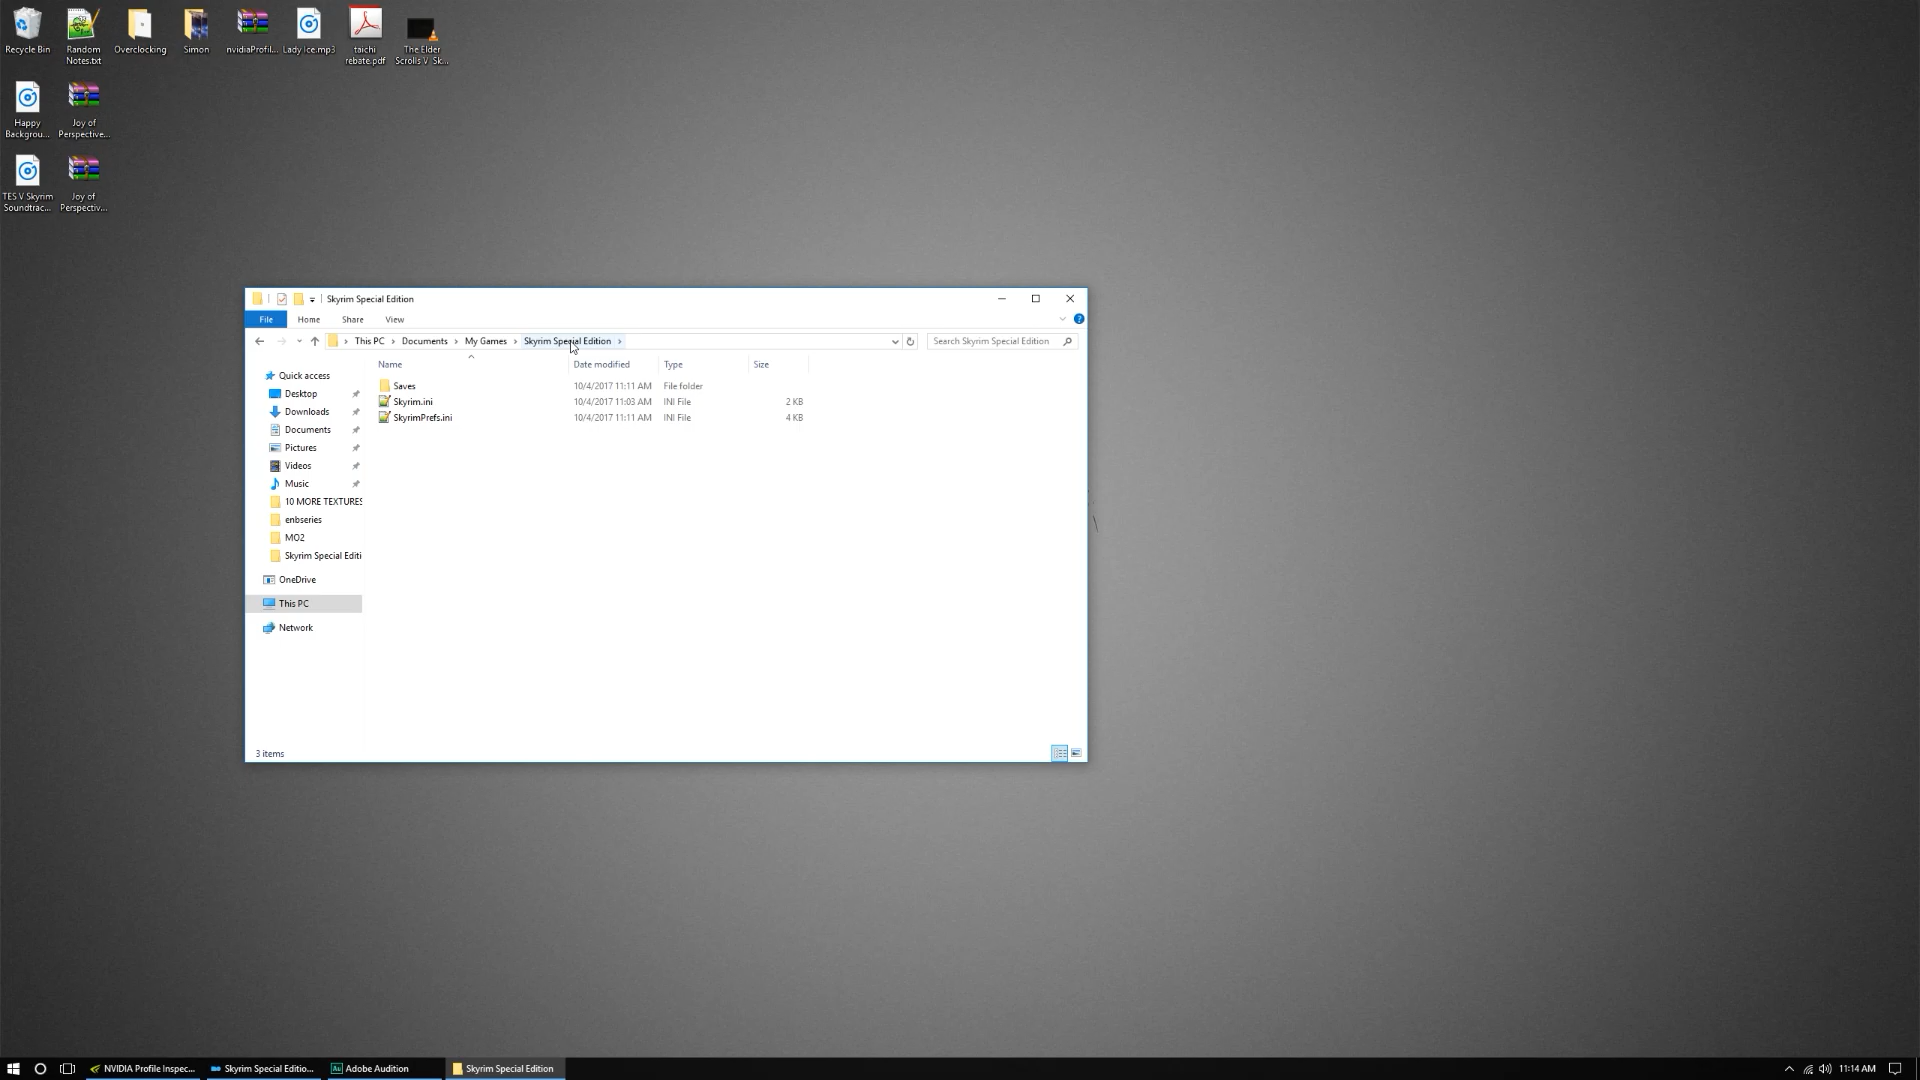 Recycle Bin
Random Notes.txt
Overclocking
Simon
nvidiaProfil...
Lady Ice.mp3
taichi rebate.pdf
The Elder Scrolls V Sk...
Happy Backgrou...
Joy of Perspective...
TES V Skyrim Soundtrac...
Joy of Perspectiv...
Skyrim Special Edition
File Home Share View
This PC > Documents > My Games > Skyrim Special Edition >
Search Skyrim Special Edition
Name Date modified Type Size
Saves 10/4/2017 11:11 AM File folder
Skyrim.ini 10/4/2017 11:03 AM INI File 2 KB
SkyrimPrefs.ini 10/4/2017 11:11 AM INI File 4 KB
Quick access
Desktop
Downloads
Documents
Pictures
Videos
Music
10 MORE TEXTURES
enbseries
MO2
Skyrim Special Editi
OneDrive
This PC
Network
3 items
NVIDIA Profile Inspec... Skyrim Special Editio... Au Adobe Audition Skyrim Special Edition 11:14 AM